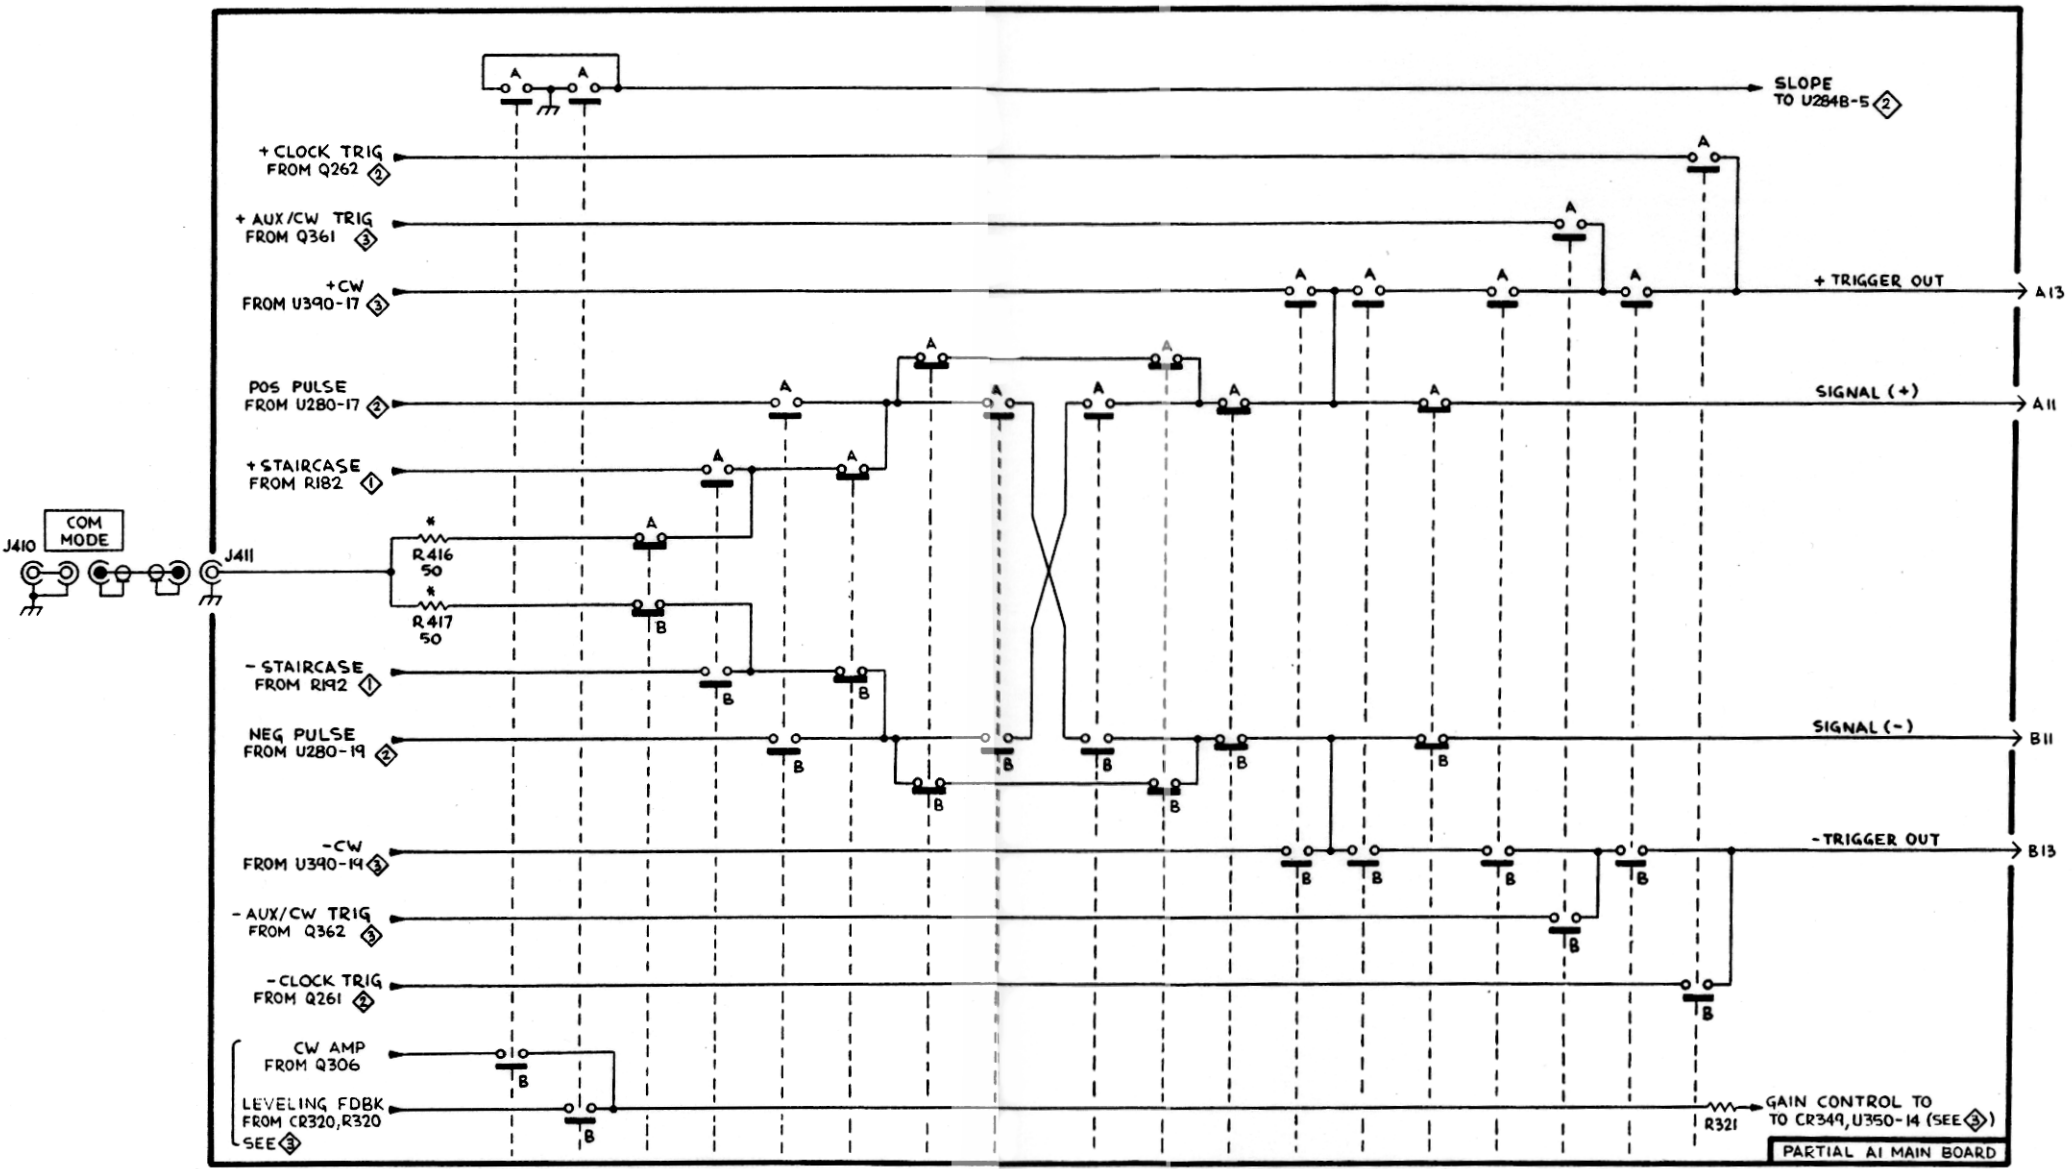 A A
SLOPE
TO U284B-5 2
+ CLOCK TRIG
FROM Q262 2
A
+ AUX/CW TRIG
FROM Q361 3
A
+CW
FROM U390-17 3
A A A A
+ TRIGGER OUT
A13
A A
POS PULSE
FROM U280-17 2
A A A A A
SIGNAL (+)
A11
+ STAIRCASE
FROM R182 1
A A
COM
MODE
J410
J411
*
R416
50
A
*
R417
50
B
- STAIRCASE
FROM R192 1
B B
NEG PULSE
FROM U280-19 2
B B B B B
SIGNAL (-)
B11
B B
-CW
FROM U390-19 3
B B B B
-TRIGGER OUT
B13
- AUX/CW TRIG
FROM Q362 3
B
-CLOCK TRIG
FROM Q261 2
B
CW AMP
FROM Q306
B
LEVELING FDBK
FROM CR320, R320
SEE 3
B
R321
GAIN CONTROL TO
TO CR349, U350-14 (SEE 3)
PARTIAL A1 MAIN BOARD